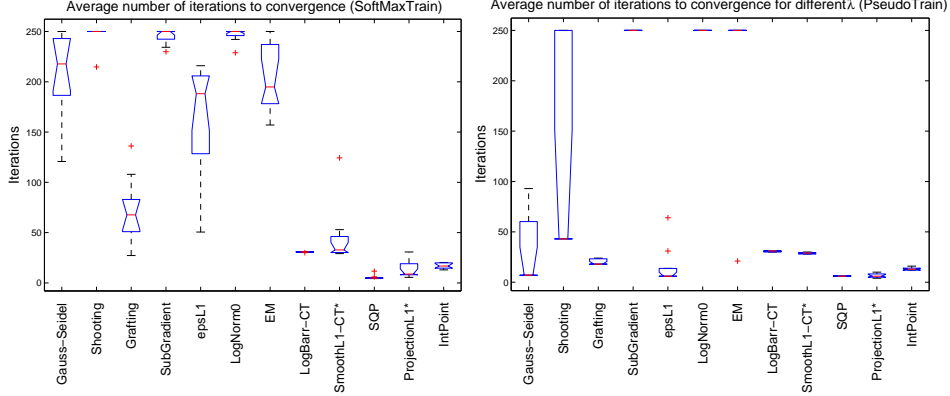 Average number of iterations to convergence (SoftMaxTrain)
250
200
150
100
50
0
Iterations
Gauss−Seidel
Shooting
Grafting
SubGradient
epsL1
LogNorm0
EM
LogBarr−CT
SmoothL1−CT*
SQP
ProjectionL1*
IntPoint
Average number of iterations to convergence for differentλ (PseudoTrain)
250
200
150
100
50
0
Iterations
Gauss−Seidel
Shooting
Grafting
SubGradient
epsL1
LogNorm0
EM
LogBarr−CT
SmoothL1−CT*
SQP
ProjectionL1*
IntPoint